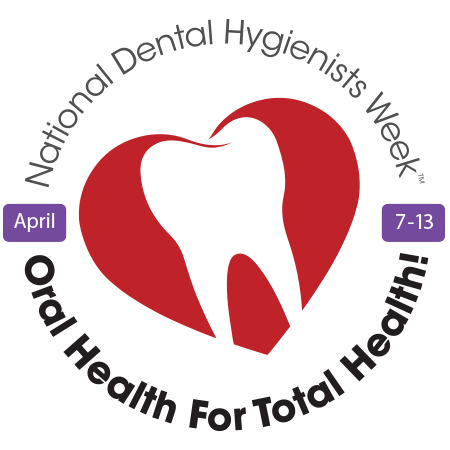 National Dental Hygienists Week™
April
7-13
Oral Health For Total Health!